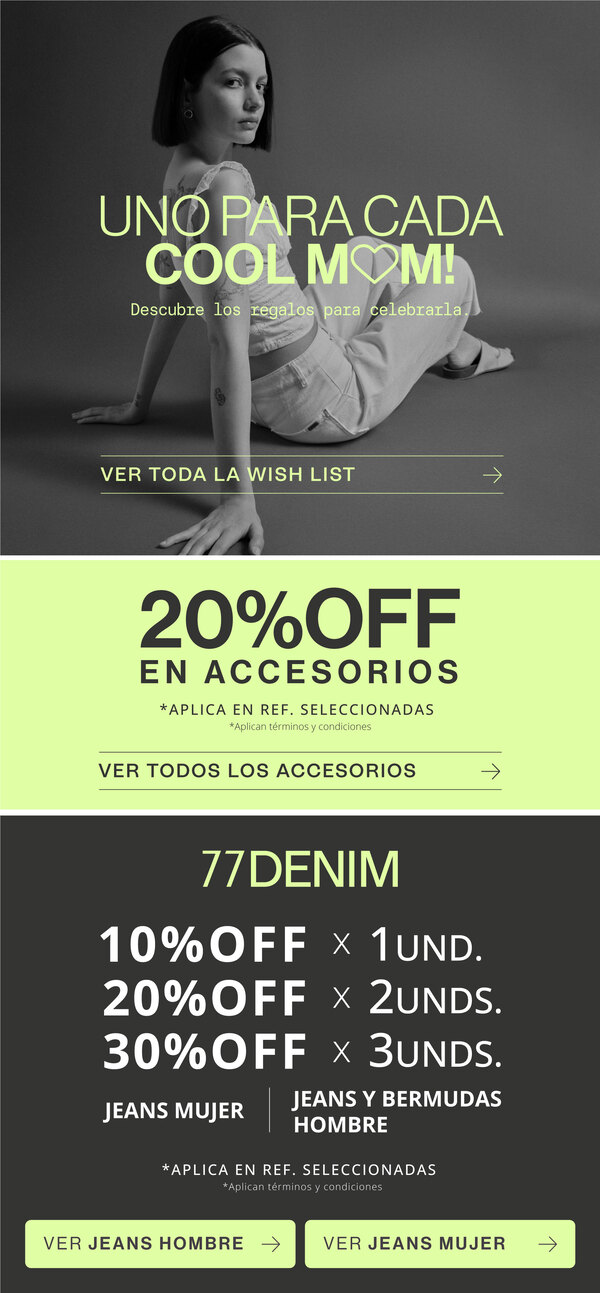 UNO PARA CADA
COOL M♡M!
Descubre los regalos para celebrarla.
VER TODA LA WISH LIST →
20%OFF
EN ACCESORIOS
*APLICA EN REF. SELECCIONADAS
*Aplican términos y condiciones
VER TODOS LOS ACCESORIOS →
77DENIM
10%OFF X 1UND.
20%OFF X 2UNDS.
30%OFF X 3UNDS.
JEANS MUJER
JEANS Y BERMUDAS
HOMBRE
*APLICA EN REF. SELECCIONADAS
*Aplican términos y condiciones
VER JEANS HOMBRE →
VER JEANS MUJER →